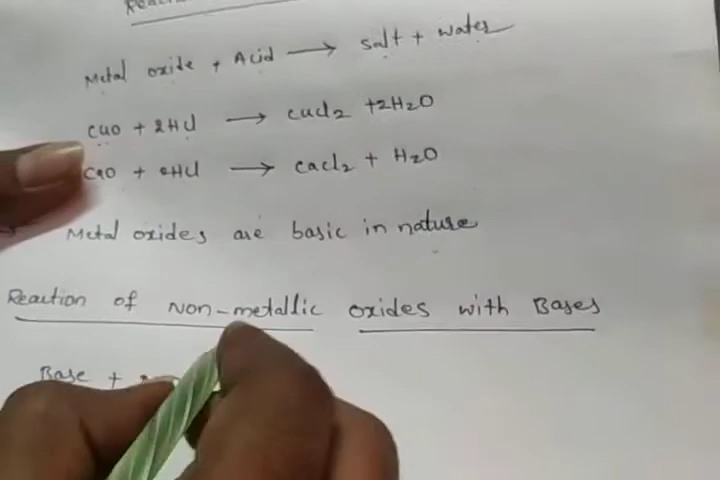 Metal oxide + Acid → salt + water
CuO + 2HCl → CuCl2 + 2H2O
CaO + 2HCl → CaCl2 + H2O
Metal oxides are basic in nature
Reaction of Non-metallic oxides with Bases
Base +